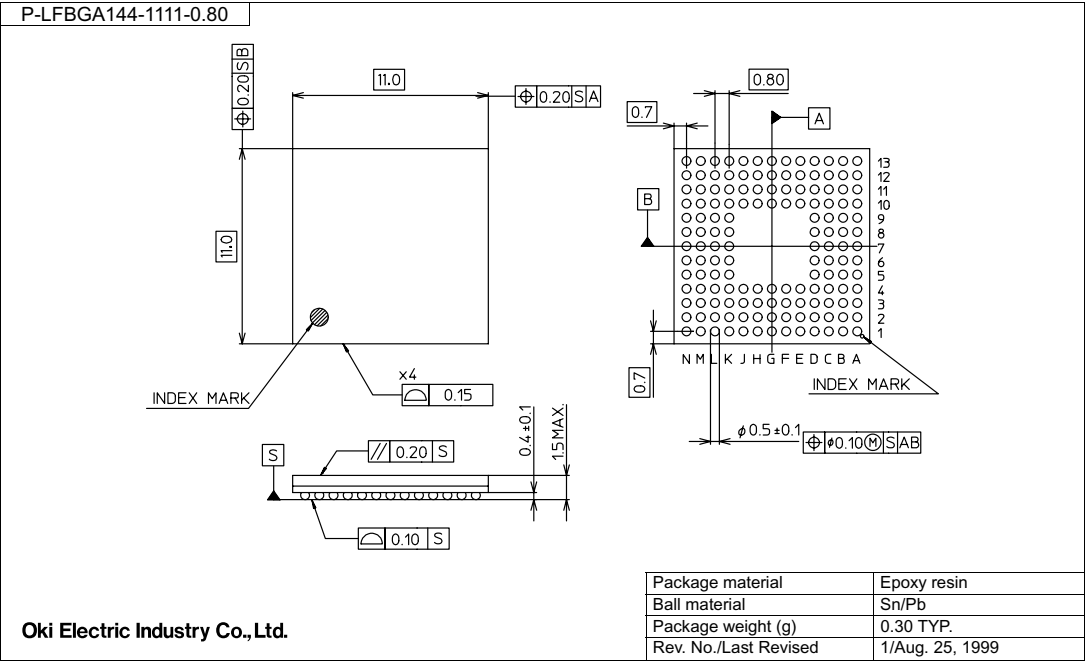 P-LFBGA144-1111-0.80
⌖ 0.20 S B
11.0
⌖ 0.20 S A
11.0
INDEX MARK
x4
⌓ 0.15
0.80
0.7
A
B
13
12
11
10
9
8
7
6
5
4
3
2
1
N M L K J H G F E D C B A
0.7
INDEX MARK
ϕ0.5±0.1
⌖ ϕ0.10 Ⓜ S AB
S
// 0.20 S
0.4±0.1
1.5MAX.
⌓ 0.10 S
Package material Epoxy resin
Ball material Sn/Pb
Package weight (g) 0.30 TYP.
Rev. No./Last Revised 1/Aug. 25, 1999
Oki Electric Industry Co., Ltd.